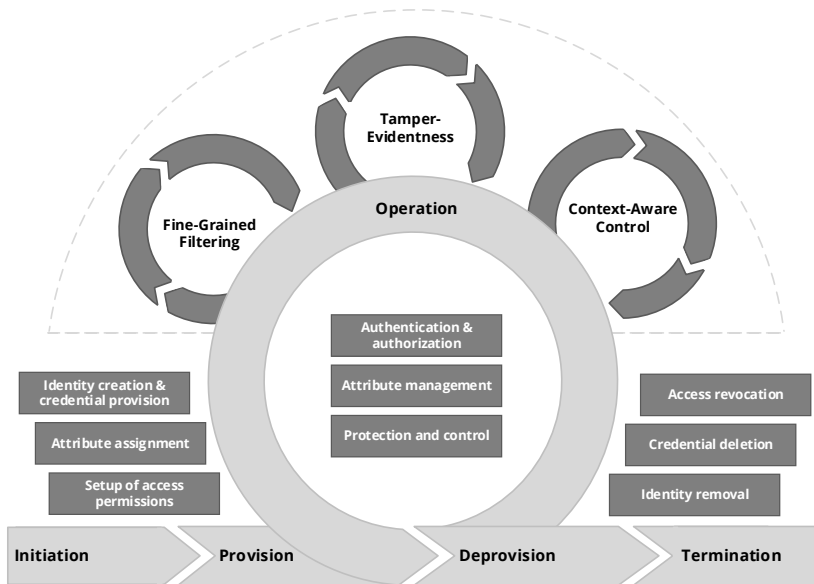 Tamper-
Evidentness
Fine-Grained
Filtering
Context-Aware
Control
Operation
Authentication &
authorization
Attribute management
Protection and control
Identity creation &
credential provision
Attribute assignment
Setup of access
permissions
Access revocation
Credential deletion
Identity removal
Initiation
Provision
Deprovision
Termination